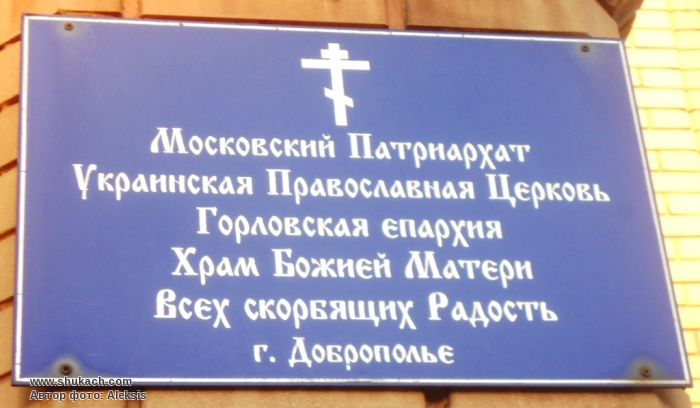 Московский Патриархат
Украинская Православная Церковь
Горловская епархия
Храм Божией Матери
Всех скорбящих Радость
г. Доброполье
www.shukach.com
Автор фото: Aleksis